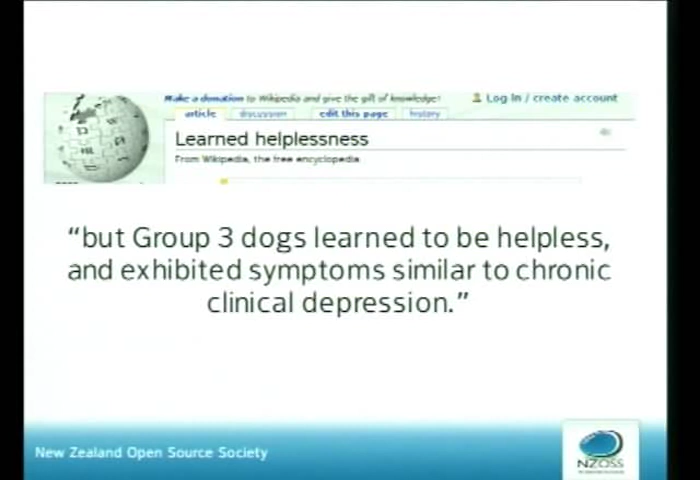 Make a donation to Wikipedia and give the gift of knowledge!
Log in / create account
article discussion edit this page history
Learned helplessness
From Wikipedia, the free encyclopedia
“but Group 3 dogs learned to be helpless,
and exhibited symptoms similar to chronic
clinical depression.”
New Zealand Open Source Society
NZOSS